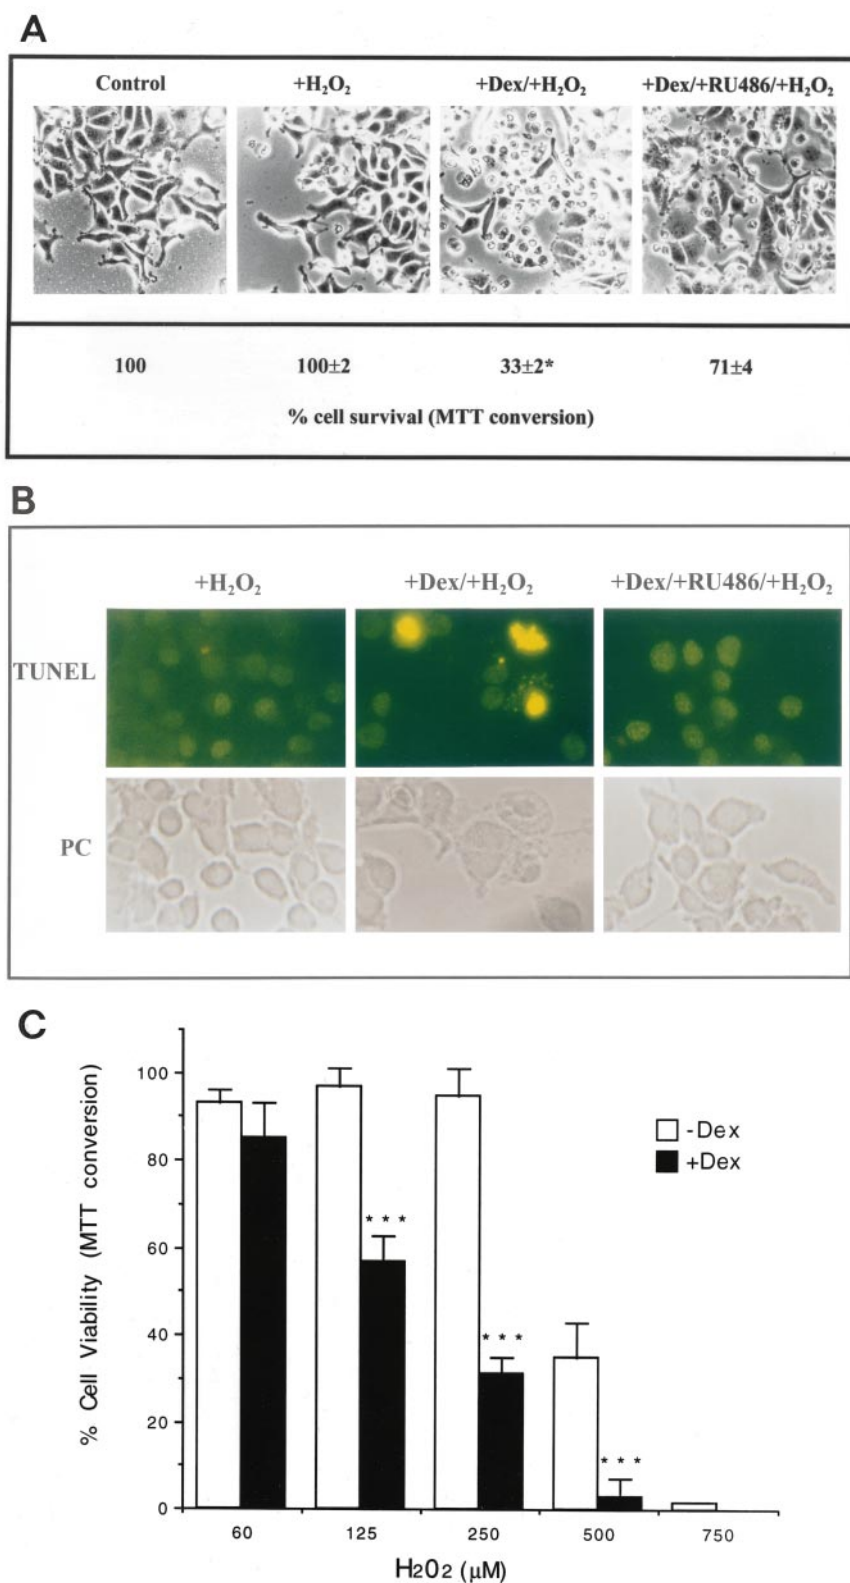 A
Control +H₂O₂ +Dex/+H₂O₂ +Dex/+RU486/+H₂O₂
100 100±2 33±2* 71±4
% cell survival (MTT conversion)
B
+H₂O₂ +Dex/+H₂O₂ +Dex/+RU486/+H₂O₂
TUNEL
PC
C
% Cell Viability (MTT conversion)
100
80
60
40
20
0
-Dex
+Dex
* * *
* * *
* * *
60 125 250 500 750
H₂O₂ (μM)